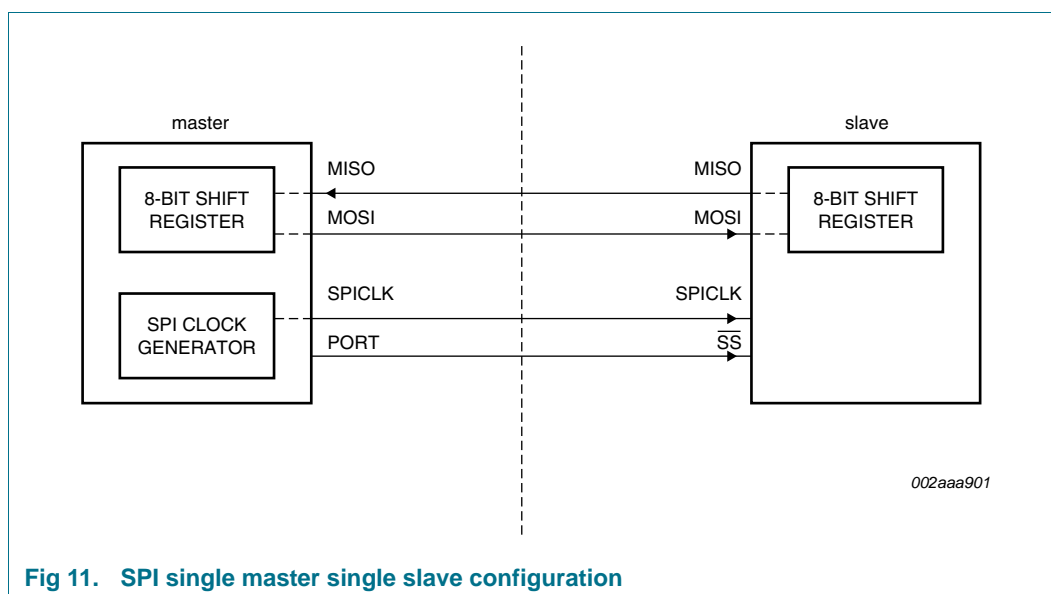 master
slave
8-BIT SHIFT
REGISTER
MISO
MISO
8-BIT SHIFT
REGISTER
MOSI
MOSI
SPI CLOCK
GENERATOR
SPICLK
SPICLK
PORT
S̅S̅
002aaa901
Fig 11. SPI single master single slave configuration